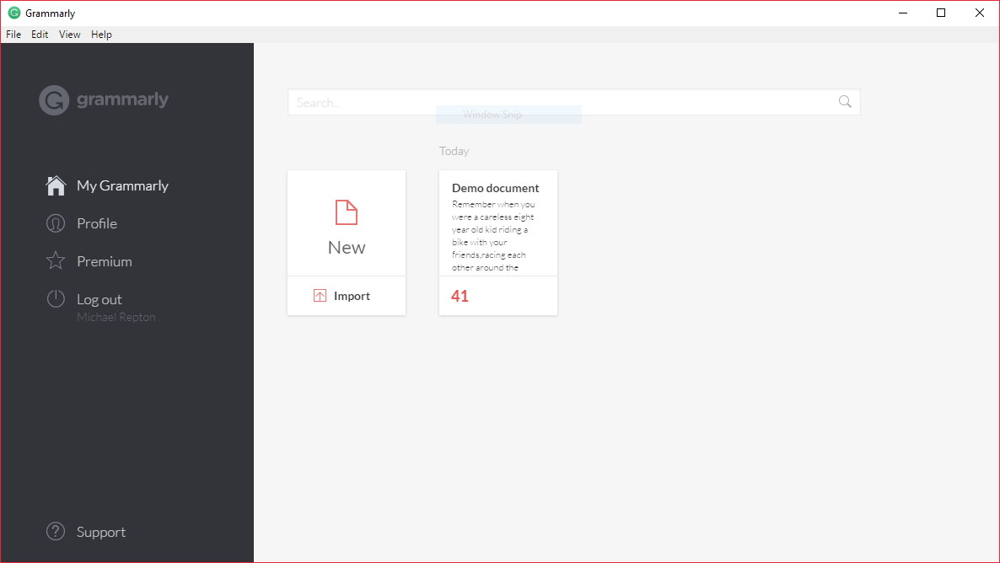 Grammarly
File Edit View Help
grammarly
Search...
Window Snip
Today
My Grammarly
Profile
Premium
Log out
Michael Repton
New
Import
Demo document
Remember when you
were a careless eight
year old kid riding a
bike with your
friends,racing each
other around the
41
Support